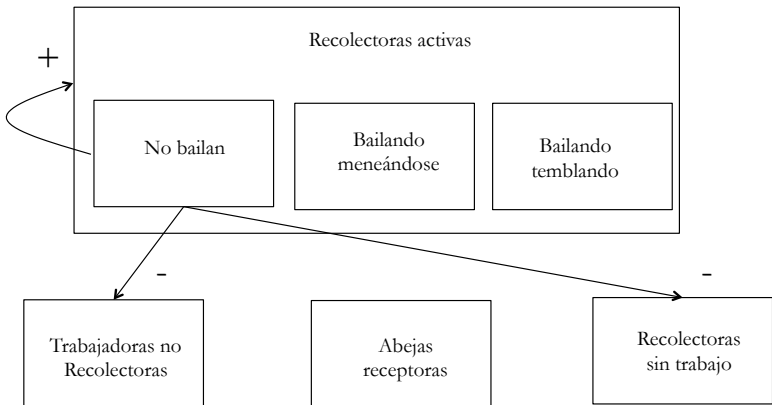 Recolectoras activas
+
No bailan
Bailando
meneándose
Bailando
temblando
-
-
Trabajadoras no
Recolectoras
Abejas
receptoras
Recolectoras
sin trabajo